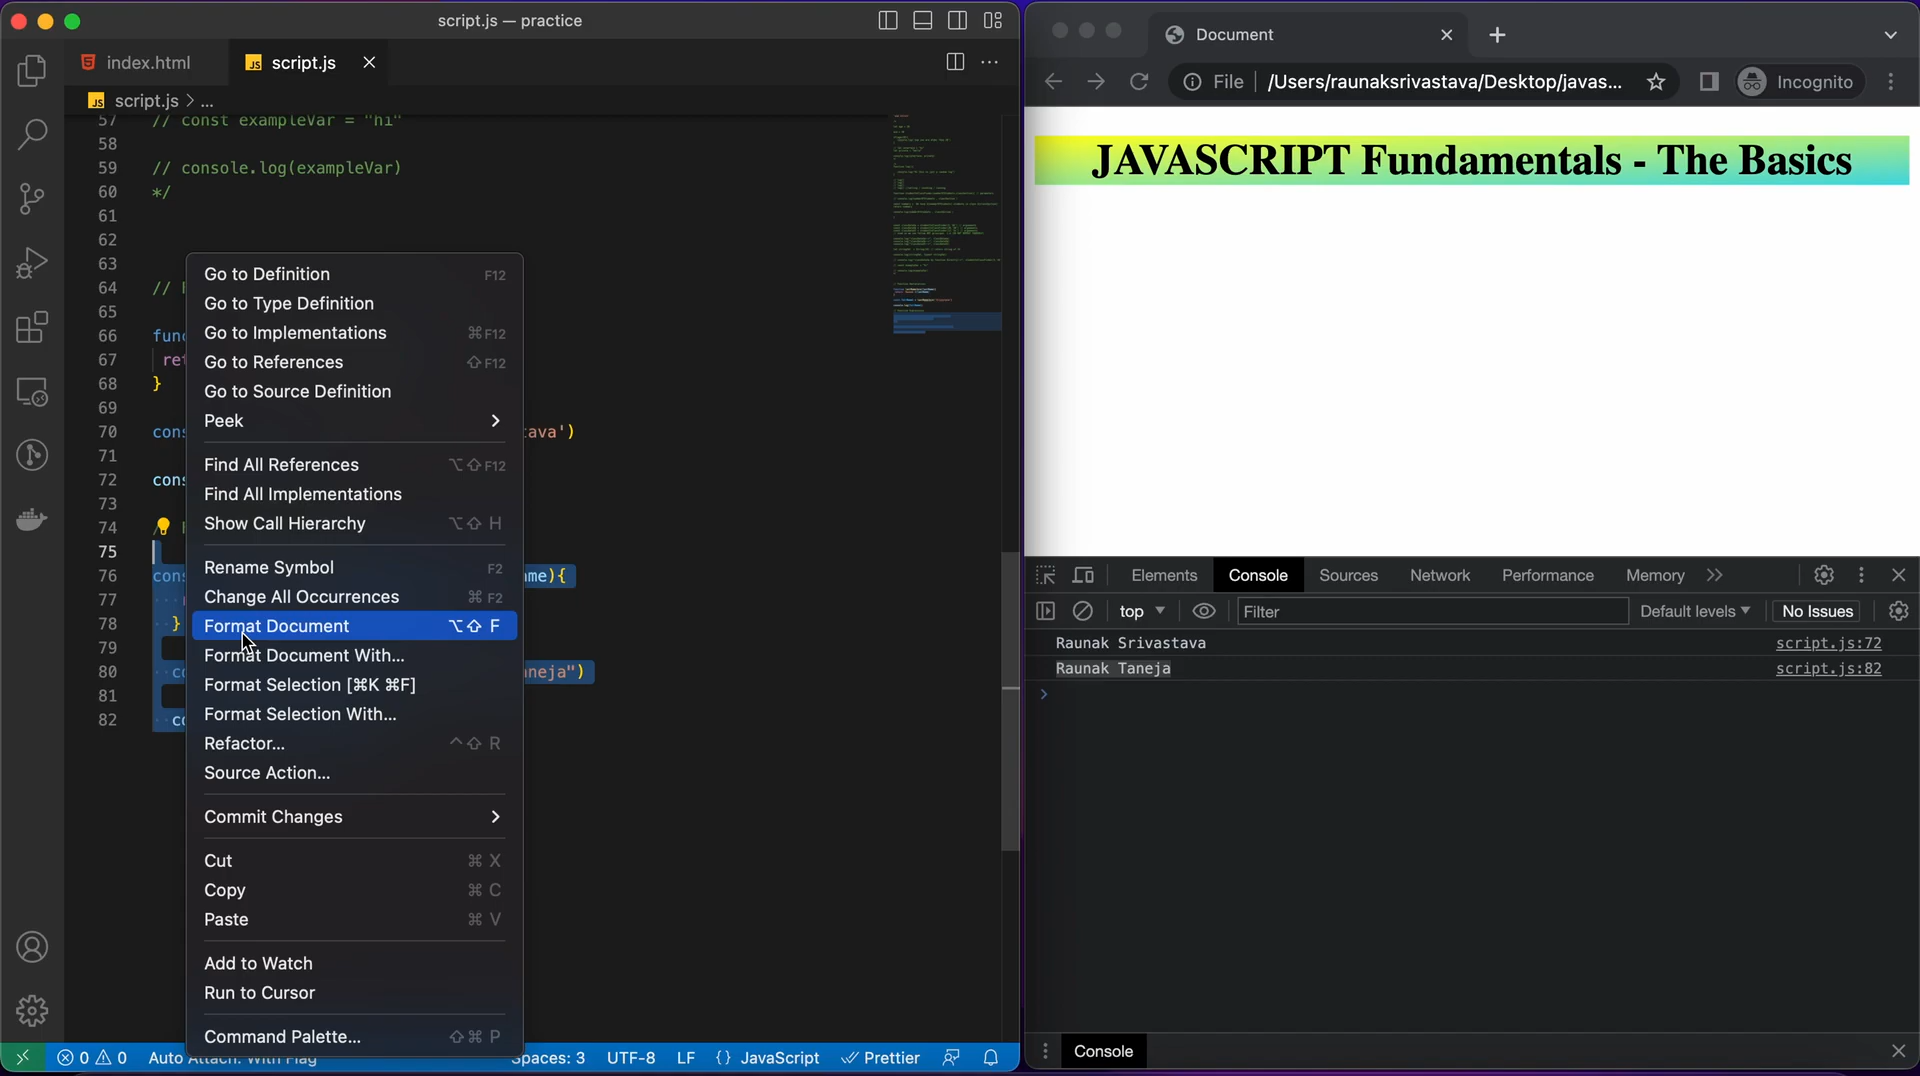 script.js — practice
index.html
script.js
script.js > ...
57 // const exampleVar = "hi"
58
59 // console.log(exampleVar)
60 */
61
62
63
64 //
65
66 func
67 ret
68 }
69
70 cons tava')
71
72 cons
73
74 /
75
76 cons me){
77
78 }
79
80 co aneja")
81
82 co
Go to Definition F12
Go to Type Definition
Go to Implementations ⌘F12
Go to References ⇧F12
Go to Source Definition
Peek
Find All References ⌥⇧F12
Find All Implementations
Show Call Hierarchy ⌥⇧ H
Rename Symbol F2
Change All Occurrences ⌘F2
Format Document ⌥⇧ F
Format Document With...
Format Selection [⌘K ⌘F]
Format Selection With...
Refactor... ^⇧ R
Source Action...
Commit Changes
Cut ⌘ X
Copy ⌘ C
Paste ⌘ V
Add to Watch
Run to Cursor
Command Palette... ⇧⌘ P
0 0 Auto Attach: With Flag Spaces: 3 UTF-8 LF {} JavaScript Prettier
Document
File /Users/raunaksrivastava/Desktop/javas... Incognito
JAVASCRIPT Fundamentals - The Basics
Elements Console Sources Network Performance Memory
top Filter Default levels No Issues
Raunak Srivastava script.js:72
Raunak Taneja script.js:82
>
Console